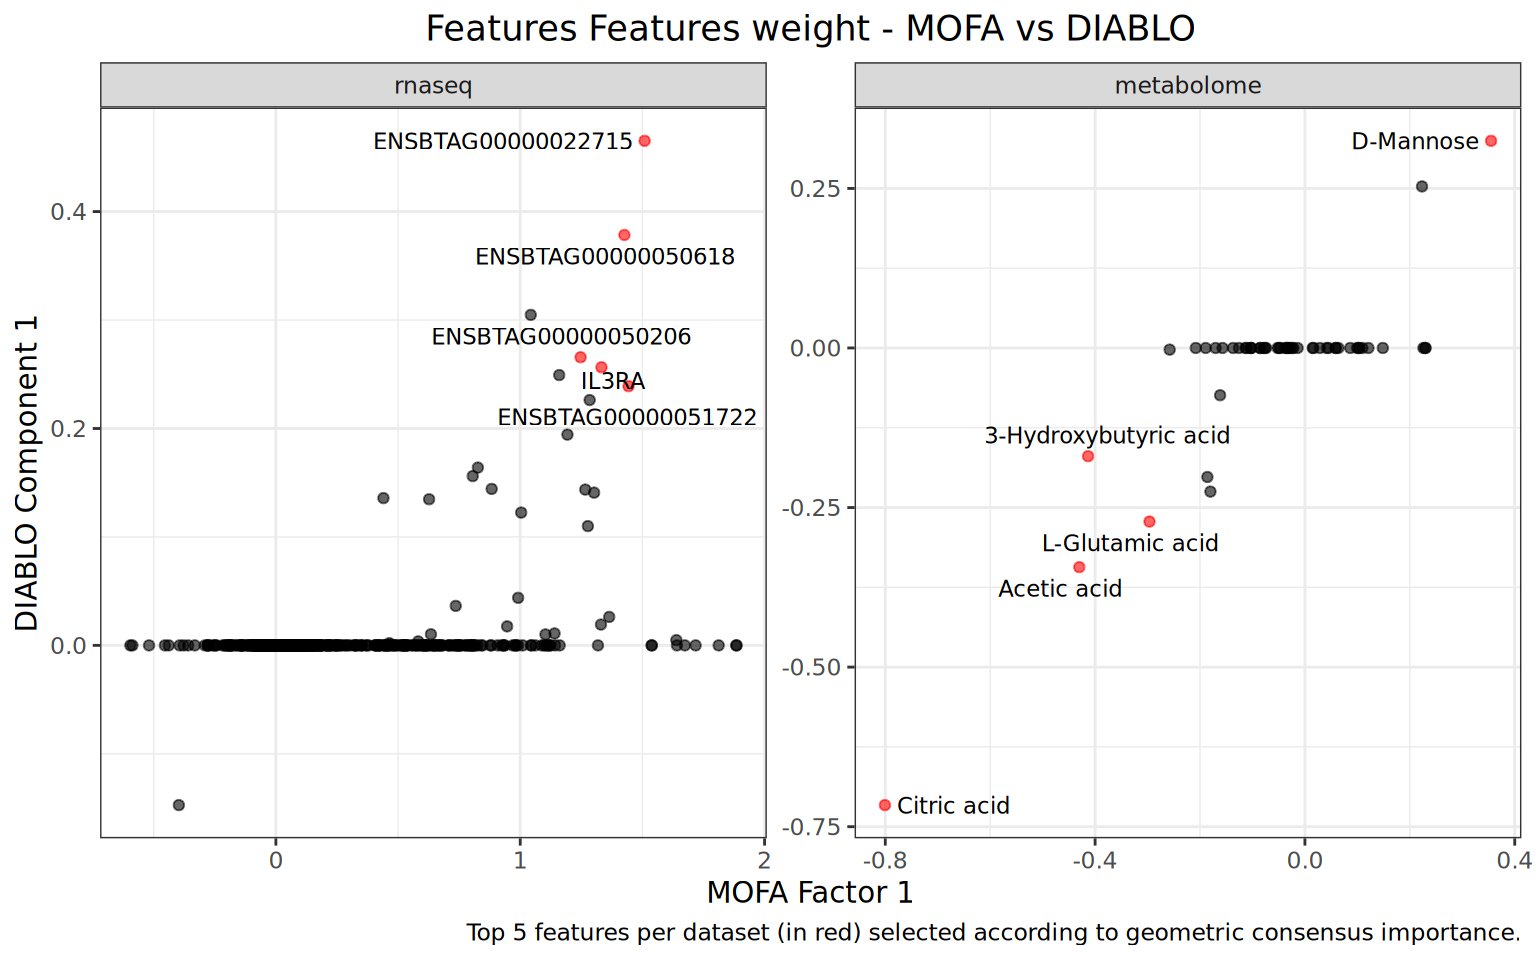 Features Features weight - MOFA vs DIABLO
rnaseq
metabolome
DIABLO Component 1
0.4
0.2
0.0
ENSBTAG00000022715
ENSBTAG00000050618
ENSBTAG00000050206
IL3RA
ENSBTAG00000051722
0
1
2
0.25
0.00
-0.25
-0.50
-0.75
D-Mannose
3-Hydroxybutyric acid
L-Glutamic acid
Acetic acid
Citric acid
-0.8
-0.4
0.0
0.4
MOFA Factor 1
Top 5 features per dataset (in red) selected according to geometric consensus importance.